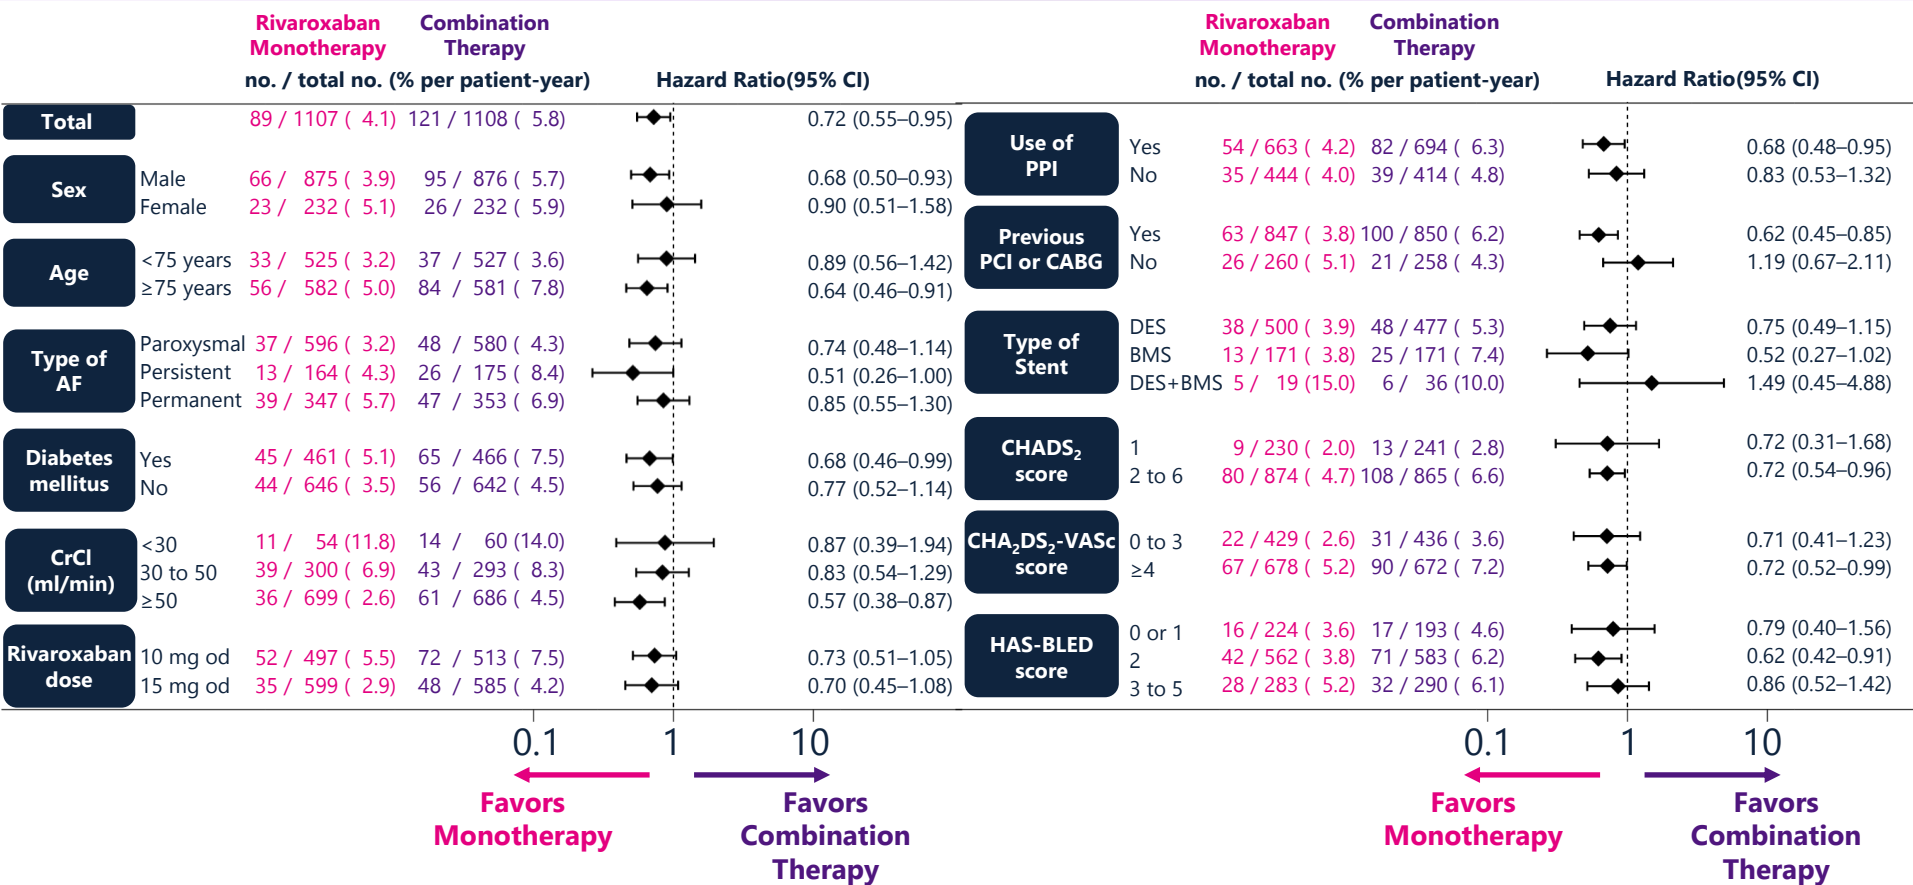 Rivaroxaban Monotherapy Combination Therapy
no. / total no. (% per patient-year) Hazard Ratio(95% CI)
Total 89 / 1107 ( 4.1) 121 / 1108 ( 5.8) 0.72 (0.55–0.95)
Sex
Male 66 / 875 ( 3.9) 95 / 876 ( 5.7) 0.68 (0.50–0.93)
Female 23 / 232 ( 5.1) 26 / 232 ( 5.9) 0.90 (0.51–1.58)
Age
<75 years 33 / 525 ( 3.2) 37 / 527 ( 3.6) 0.89 (0.56–1.42)
≥75 years 56 / 582 ( 5.0) 84 / 581 ( 7.8) 0.64 (0.46–0.91)
Type of AF
Paroxysmal 37 / 596 ( 3.2) 48 / 580 ( 4.3) 0.74 (0.48–1.14)
Persistent 13 / 164 ( 4.3) 26 / 175 ( 8.4) 0.51 (0.26–1.00)
Permanent 39 / 347 ( 5.7) 47 / 353 ( 6.9) 0.85 (0.55–1.30)
Diabetes mellitus
Yes 45 / 461 ( 5.1) 65 / 466 ( 7.5) 0.68 (0.46–0.99)
No 44 / 646 ( 3.5) 56 / 642 ( 4.5) 0.77 (0.52–1.14)
CrCl (ml/min)
<30 11 / 54 (11.8) 14 / 60 (14.0) 0.87 (0.39–1.94)
30 to 50 39 / 300 ( 6.9) 43 / 293 ( 8.3) 0.83 (0.54–1.29)
≥50 36 / 699 ( 2.6) 61 / 686 ( 4.5) 0.57 (0.38–0.87)
Rivaroxaban dose
10 mg od 52 / 497 ( 5.5) 72 / 513 ( 7.5) 0.73 (0.51–1.05)
15 mg od 35 / 599 ( 2.9) 48 / 585 ( 4.2) 0.70 (0.45–1.08)
0.1 1 10
Favors Monotherapy
Favors Combination Therapy
Rivaroxaban Monotherapy Combination Therapy
no. / total no. (% per patient-year) Hazard Ratio(95% CI)
Use of PPI
Yes 54 / 663 ( 4.2) 82 / 694 ( 6.3) 0.68 (0.48–0.95)
No 35 / 444 ( 4.0) 39 / 414 ( 4.8) 0.83 (0.53–1.32)
Previous PCI or CABG
Yes 63 / 847 ( 3.8) 100 / 850 ( 6.2) 0.62 (0.45–0.85)
No 26 / 260 ( 5.1) 21 / 258 ( 4.3) 1.19 (0.67–2.11)
Type of Stent
DES 38 / 500 ( 3.9) 48 / 477 ( 5.3) 0.75 (0.49–1.15)
BMS 13 / 171 ( 3.8) 25 / 171 ( 7.4) 0.52 (0.27–1.02)
DES+BMS 5 / 19 (15.0) 6 / 36 (10.0) 1.49 (0.45–4.88)
CHADS₂ score
1 9 / 230 ( 2.0) 13 / 241 ( 2.8) 0.72 (0.31–1.68)
2 to 6 80 / 874 ( 4.7) 108 / 865 ( 6.6) 0.72 (0.54–0.96)
CHA₂DS₂-VASc score
0 to 3 22 / 429 ( 2.6) 31 / 436 ( 3.6) 0.71 (0.41–1.23)
≥4 67 / 678 ( 5.2) 90 / 672 ( 7.2) 0.72 (0.52–0.99)
HAS-BLED score
0 or 1 16 / 224 ( 3.6) 17 / 193 ( 4.6) 0.79 (0.40–1.56)
2 42 / 562 ( 3.8) 71 / 583 ( 6.2) 0.62 (0.42–0.91)
3 to 5 28 / 283 ( 5.2) 32 / 290 ( 6.1) 0.86 (0.52–1.42)
0.1 1 10
Favors Monotherapy
Favors Combination Therapy